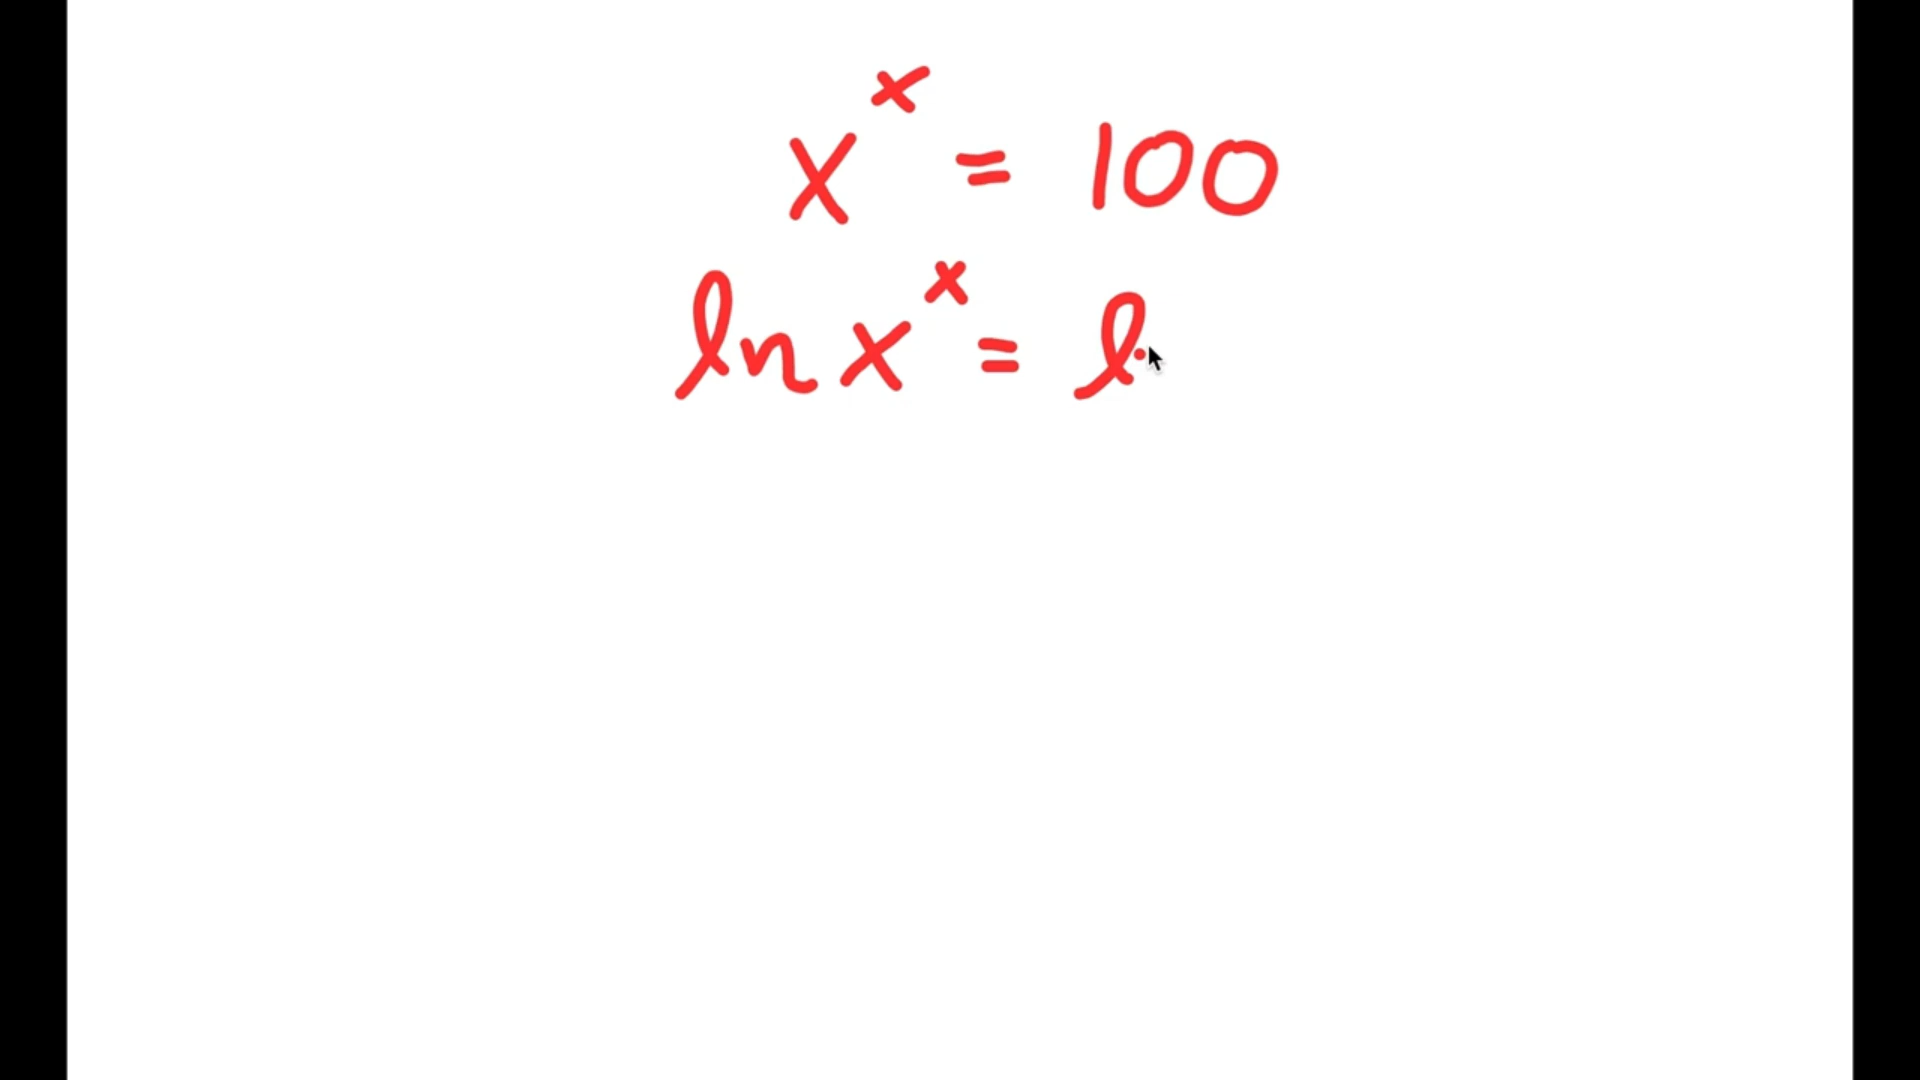 x^x = 100
ln x^x = l